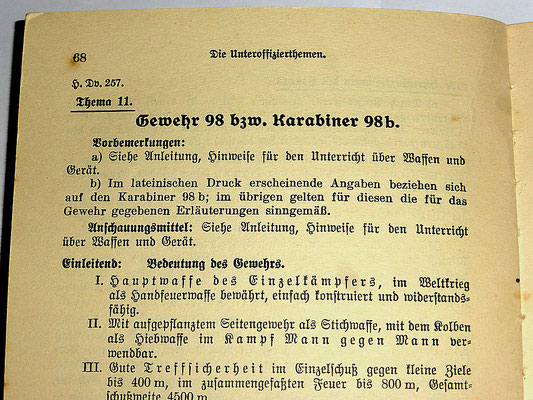 68 Die Unteroffizierthemen.
H. Dv. 257.
Thema 11.
Gewehr 98 bzw. Karabiner 98b.
Vorbemerkungen:
a) Siehe Anleitung, Hinweise für den Unterricht über Waffen und
Gerät.
b) Im lateinischen Druck erscheinende Angaben beziehen sich
auf den Karabiner 98 b; im übrigen gelten für diesen die für das
Gewehr gegebenen Erläuterungen sinngemäß.
Anschauungsmittel: Siehe Anleitung, Hinweise für den Unterricht
über Waffen und Gerät.
Einleitend: Bedeutung des Gewehrs.
I. Hauptwaffe des Einzelkämpfers, im Weltkrieg
als Handfeuerwaffe bewährt, einfach konstruiert und widerstands-
fähig.
II. Mit aufgepflanztem Seitengewehr als Stichwaffe, mit dem Kolben
als Hiebwaffe im Kampf Mann gegen Mann ver-
wendbar.
III. Gute Treffsicherheit im Einzelschuß gegen kleine Ziele
bis 400 m, im zusammengefaßten Feuer bis 800 m, Gesamt-
schußweite 4500 m.